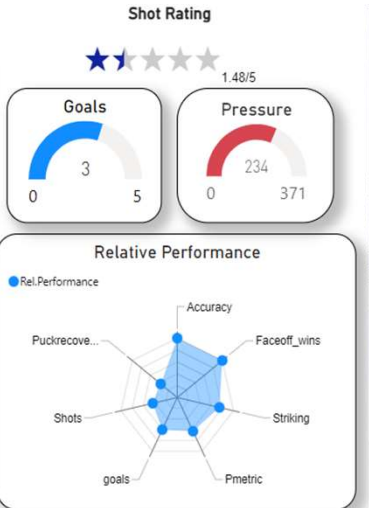 Shot Rating
1.48/5
Goals
3
0 5
Pressure
234
0 371
Relative Performance
Rel.Performance
Accuracy
Puckrecove... Faceoff_wins
Shots Striking
goals Pmetric